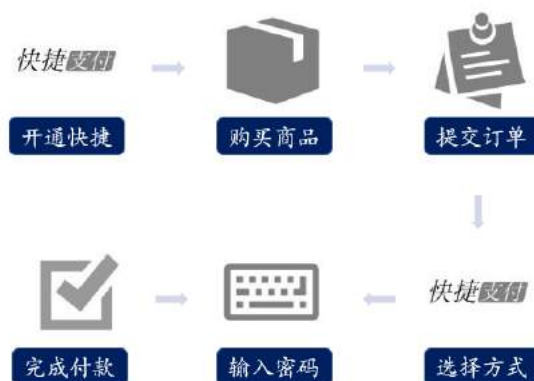 快捷支付
开通快捷
购买商品
提交订单
快捷支付
选择方式
输入密码
完成付款